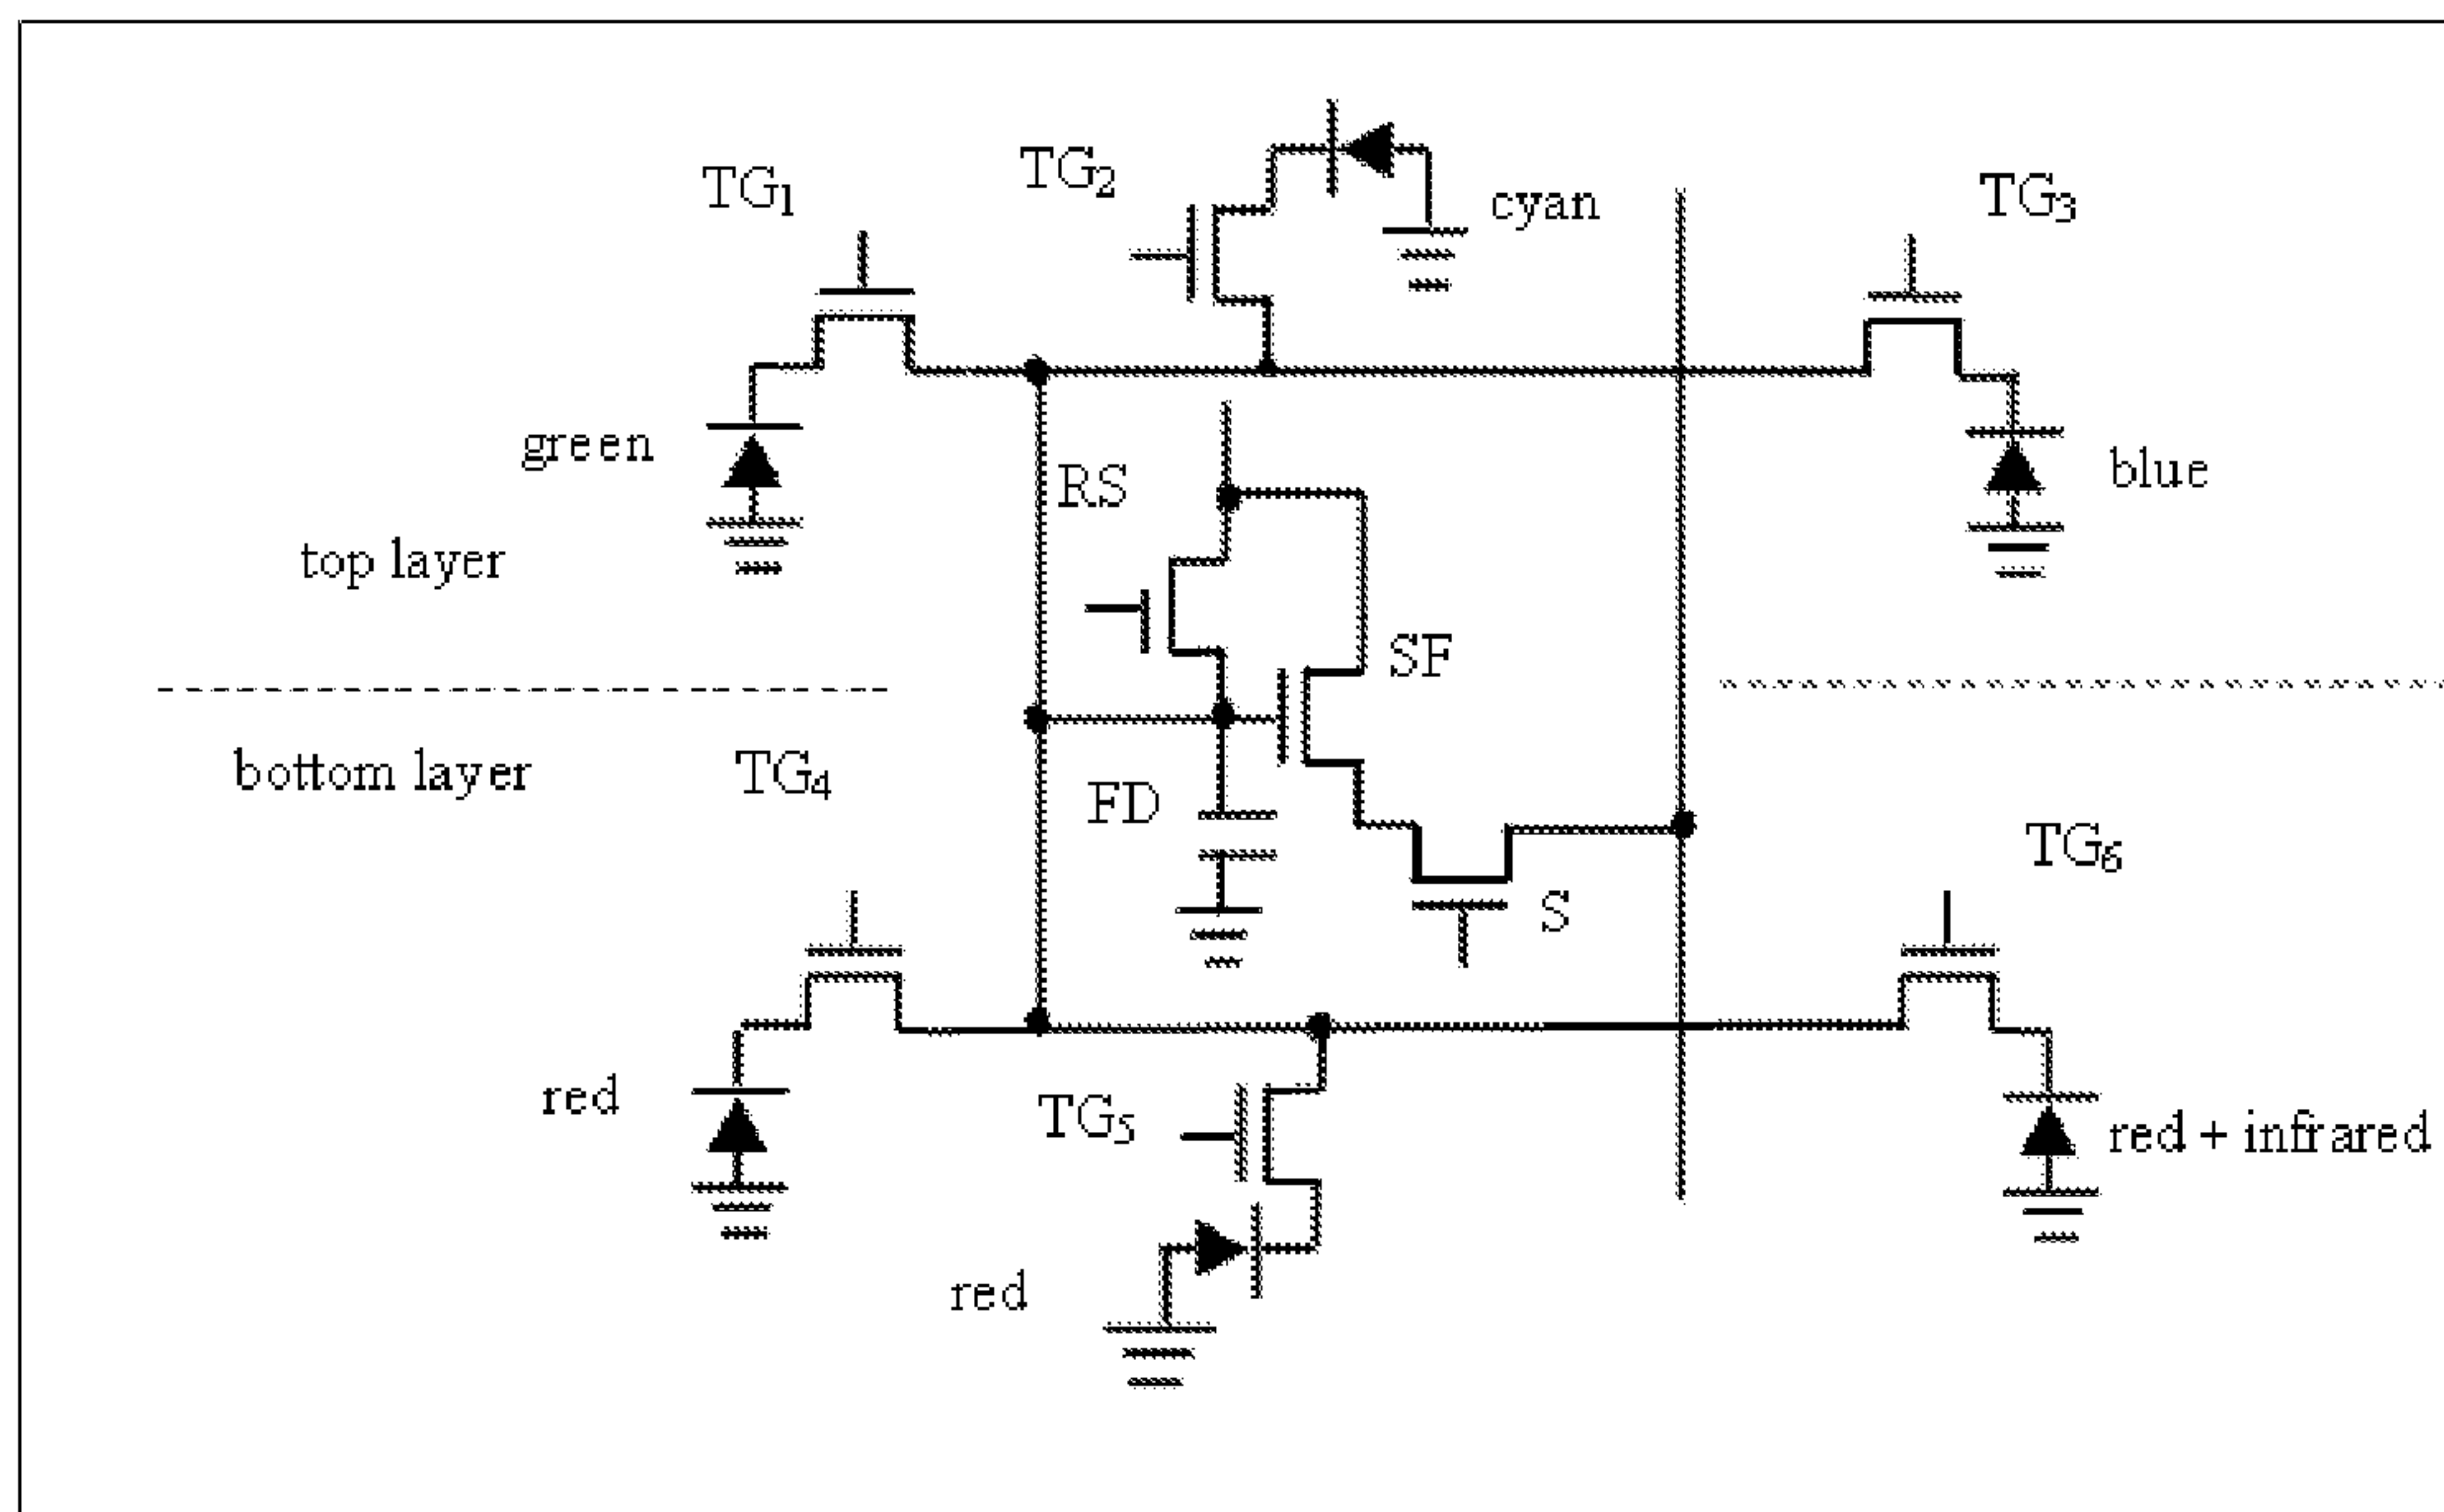 TG1
TG2
cyan
TG3
green
RS
blue
top layer
SF
bottom layer
TG4
FD
TG6
S
red
TG5
red + infrared
red